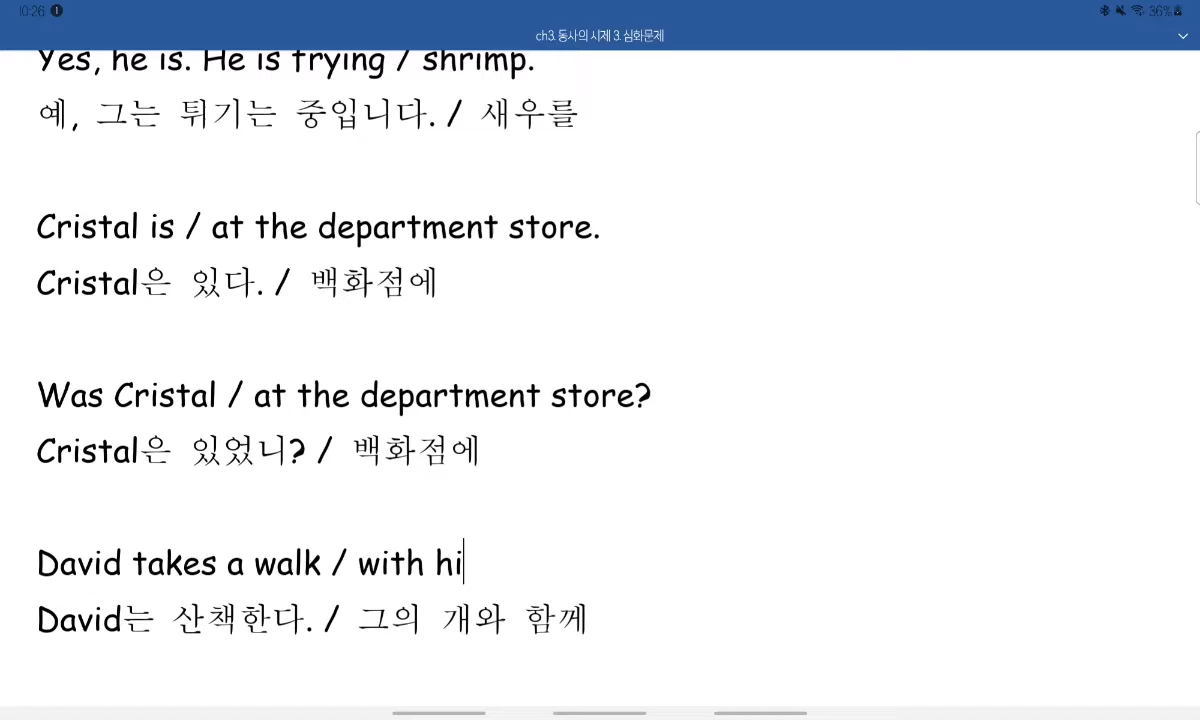 10:26
36%
ch3. 동사의 시제 3. 심화문제
Yes, he is. He is frying / shrimp.
예, 그는 튀기는 중입니다. / 새우를
Cristal is / at the department store.
Cristal은 있다. / 백화점에
Was Cristal / at the department store?
Cristal은 있었니? / 백화점에
David takes a walk / with hi
David는 산책한다. / 그의 개와 함께